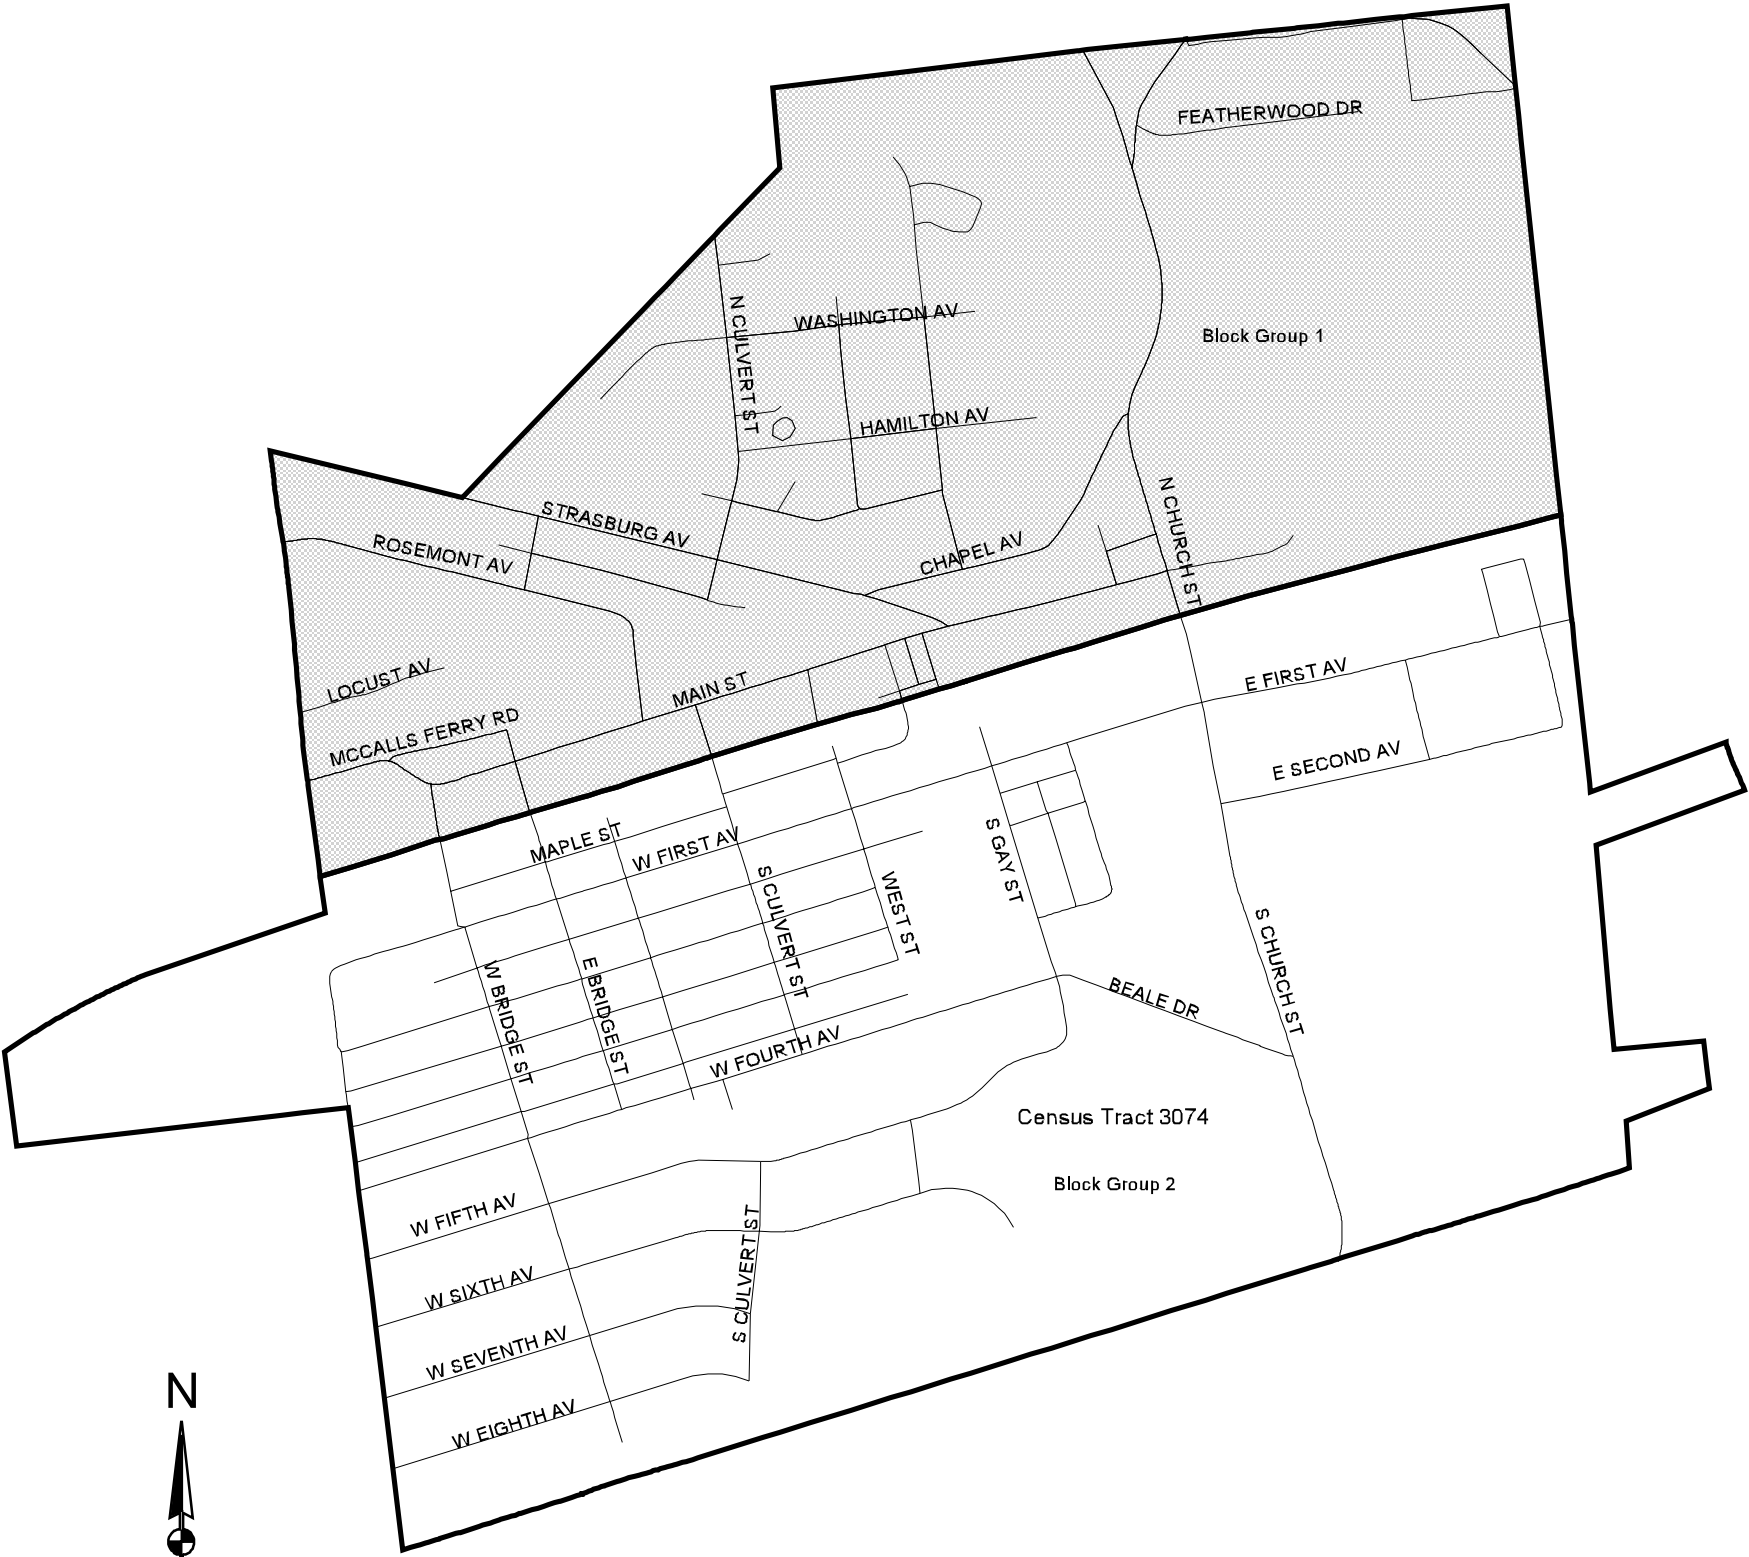 FEATHERWOOD DR
N CULVERT ST
WASHINGTON AV
Block Group 1
HAMILTON AV
STRASBURG AV
N CHURCH ST
ROSEMONT AV
CHAPEL AV
LOCUST AV
MAIN ST
E FIRST AV
MCCALLS FERRY RD
E SECOND AV
MAPLE ST
W FIRST AV
S GAY ST
S CULVERT ST
WEST ST
S CHURCH ST
W BRIDGE ST
E BRIDGE ST
BEALE DR
W FOURTH AV
Census Tract 3074
Block Group 2
W FIFTH AV
S CULVERT ST
W SIXTH AV
W SEVENTH AV
N
W EIGHTH AV